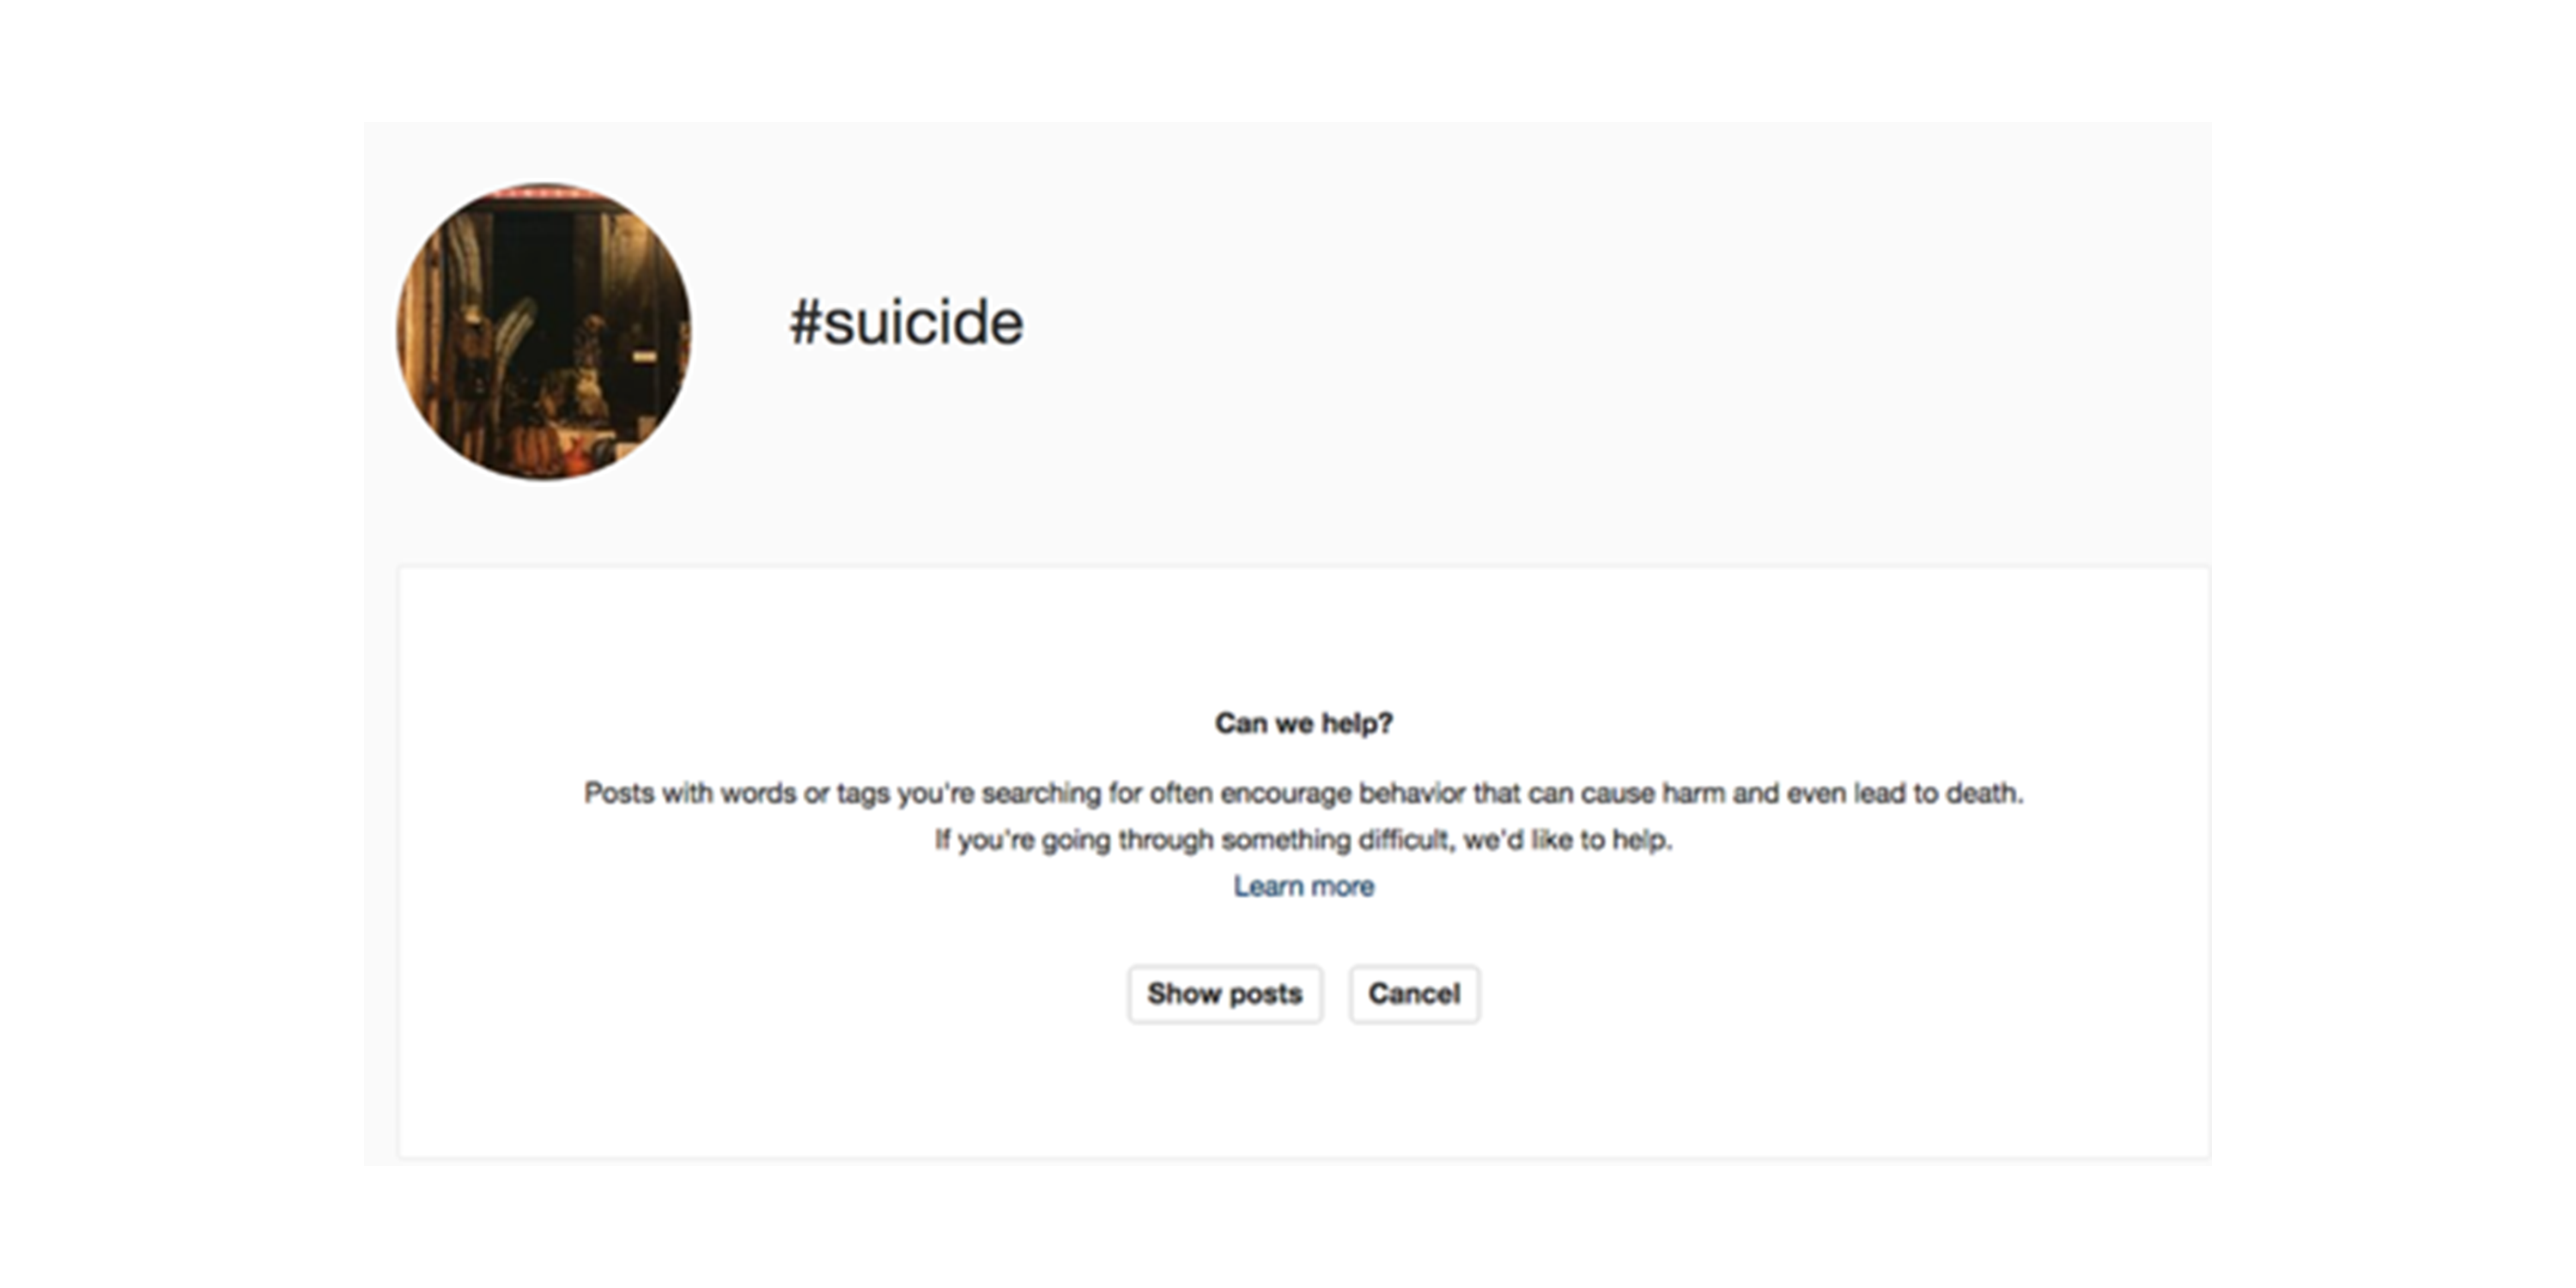 #suicide
Can we help?
Posts with words or tags you're searching for often encourage behavior that can cause harm and even lead to death.
If you're going through something difficult, we'd like to help.
Learn more
Show posts Cancel